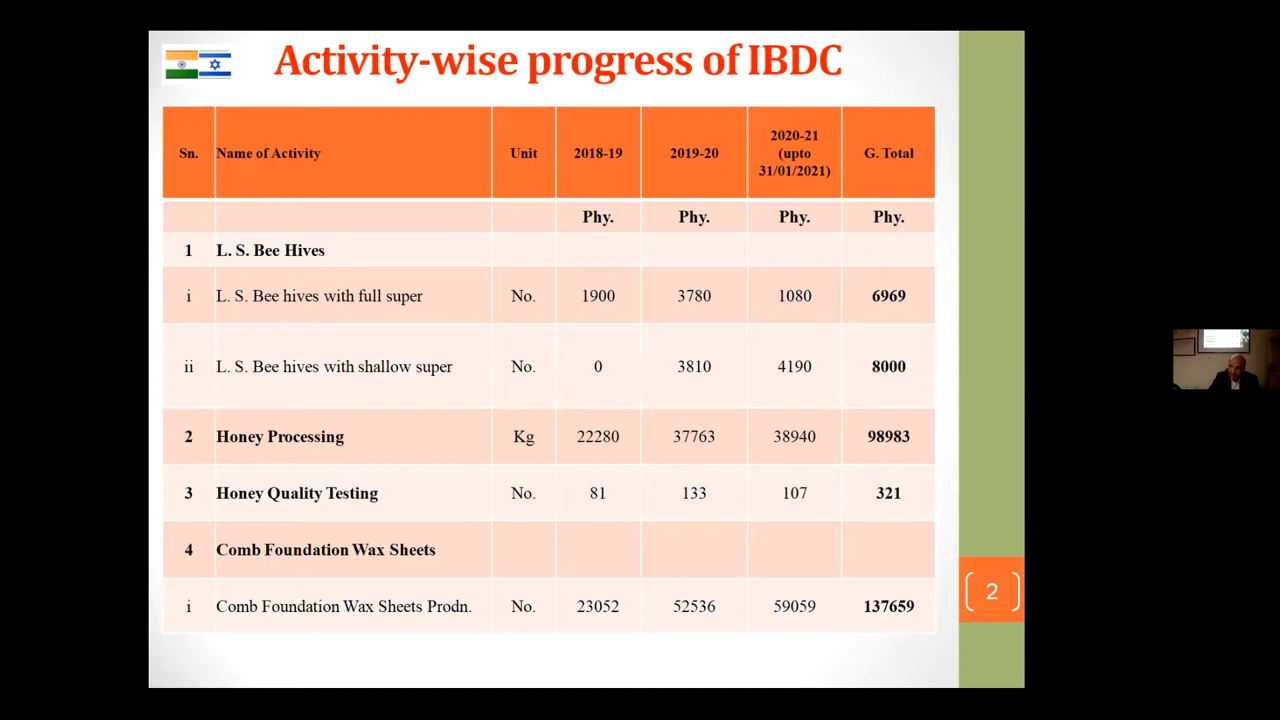 Activity-wise progress of IBDC
Sn. Name of Activity Unit 2018-19 2019-20 2020-21 (upto 31/01/2021) G. Total
Phy. Phy. Phy. Phy.
1 L. S. Bee Hives
i L. S. Bee hives with full super No. 1900 3780 1080 6969
ii L. S. Bee hives with shallow super No. 0 3810 4190 8000
2 Honey Processing Kg 22280 37763 38940 98983
3 Honey Quality Testing No. 81 133 107 321
4 Comb Foundation Wax Sheets
i Comb Foundation Wax Sheets Prodn. No. 23052 52536 59059 137659
2